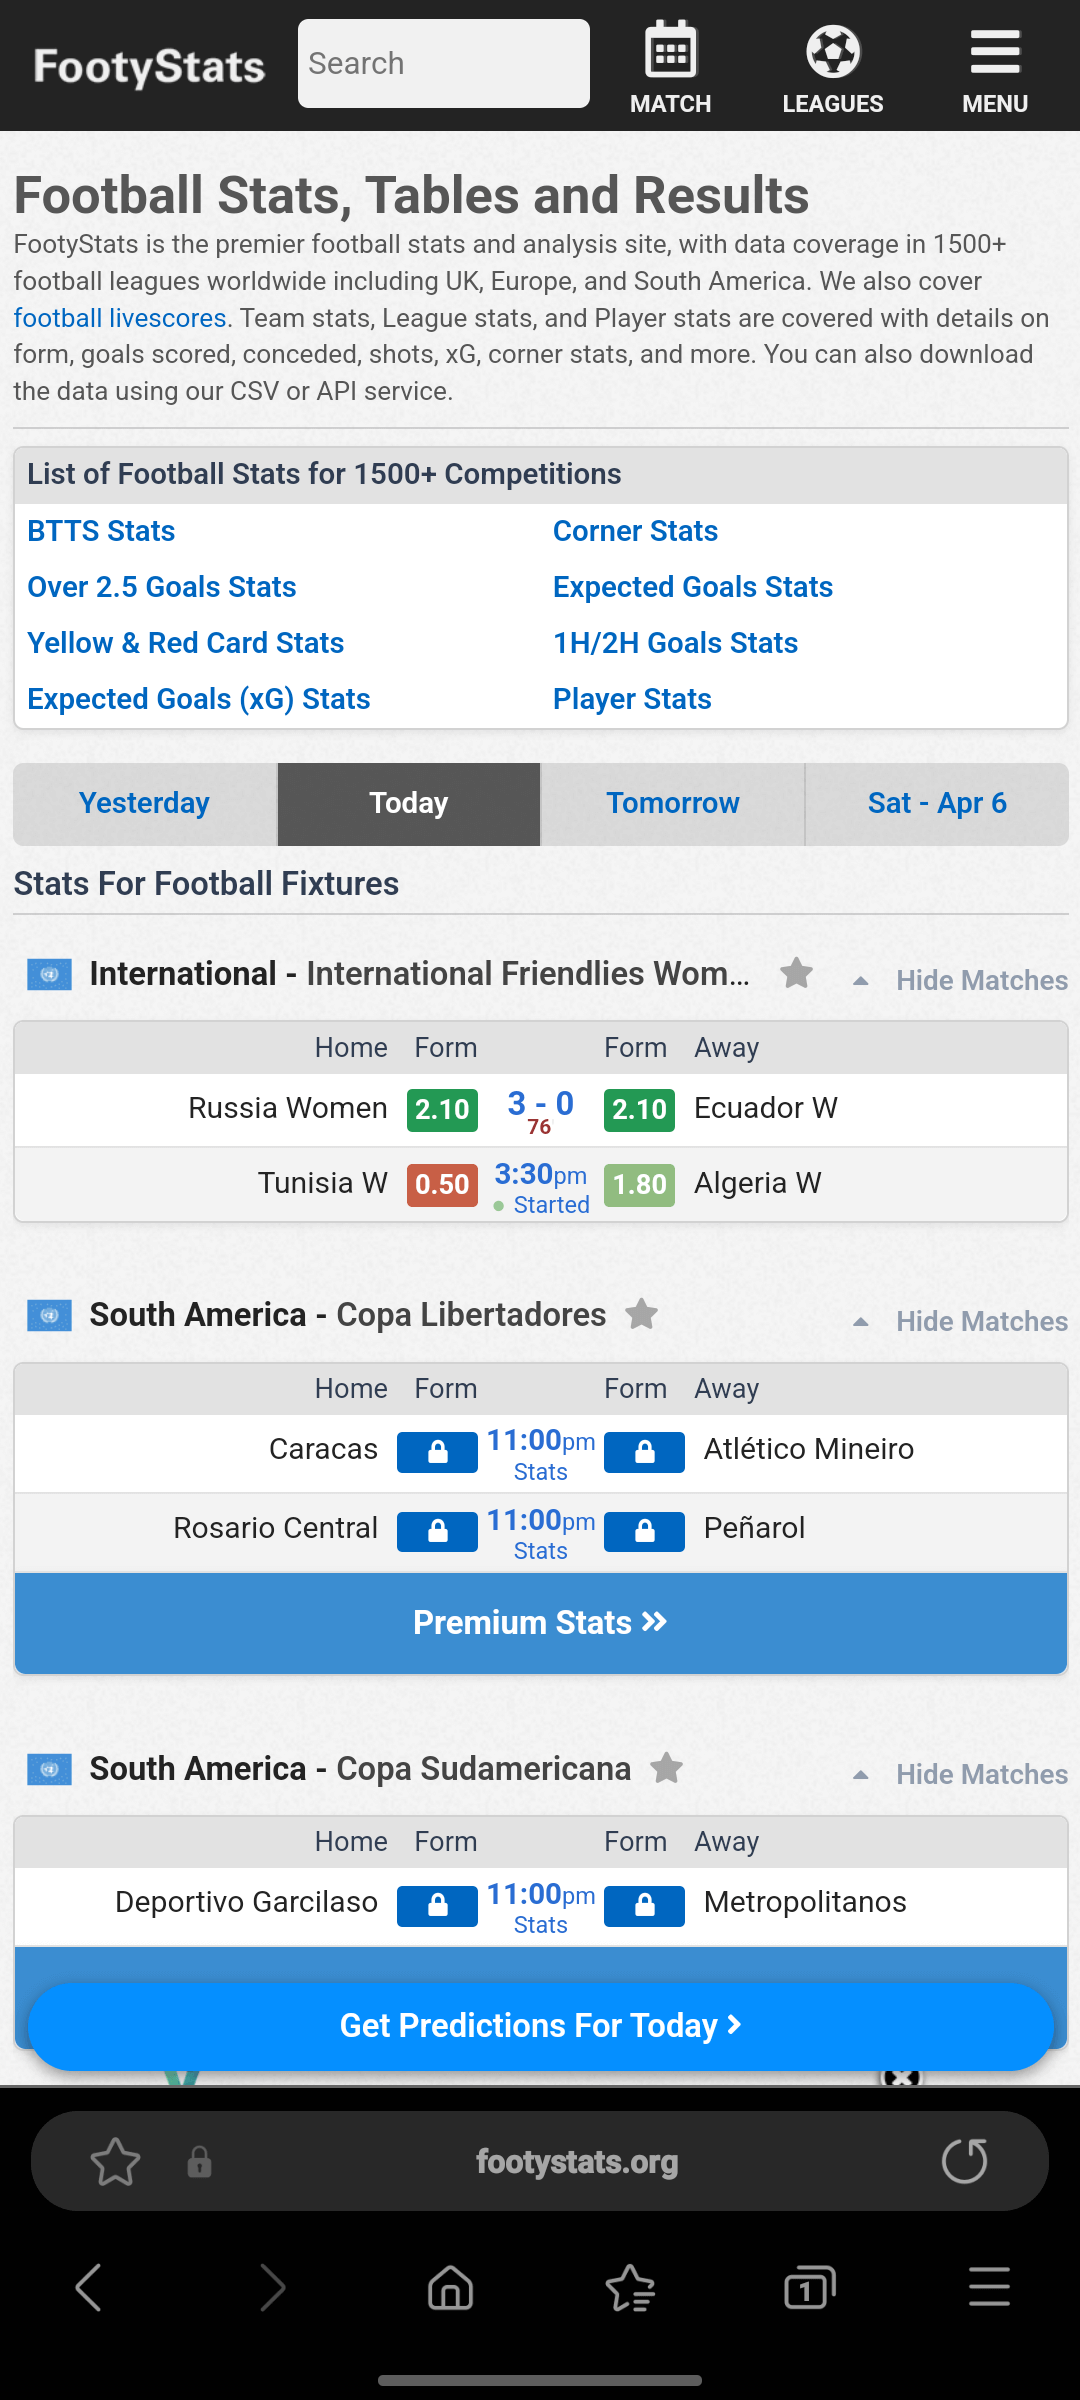 FootyStats
Search
MATCH
LEAGUES
MENU
Football Stats, Tables and Results
FootyStats is the premier football stats and analysis site, with data coverage in 1500+
football leagues worldwide including UK, Europe, and South America. We also cover
football livescores. Team stats, League stats, and Player stats are covered with details on
form, goals scored, conceded, shots, xG, corner stats, and more. You can also download
the data using our CSV or API service.
List of Football Stats for 1500+ Competitions
BTTS Stats Corner Stats
Over 2.5 Goals Stats Expected Goals Stats
Yellow & Red Card Stats 1H/2H Goals Stats
Expected Goals (xG) Stats Player Stats
Yesterday Today Tomorrow Sat - Apr 6
Stats For Football Fixtures
International - International Friendlies Wom... Hide Matches
Home Form Form Away
Russia Women 2.10 3 - 0 2.10 Ecuador W
76
Tunisia W 0.50 3:30pm 1.80 Algeria W
Started
South America - Copa Libertadores Hide Matches
Home Form Form Away
Caracas 11:00pm Atlético Mineiro
Stats
Rosario Central 11:00pm Peñarol
Stats
Premium Stats
South America - Copa Sudamericana Hide Matches
Home Form Form Away
Deportivo Garcilaso 11:00pm Metropolitanos
Stats
Get Predictions For Today
footystats.org
1